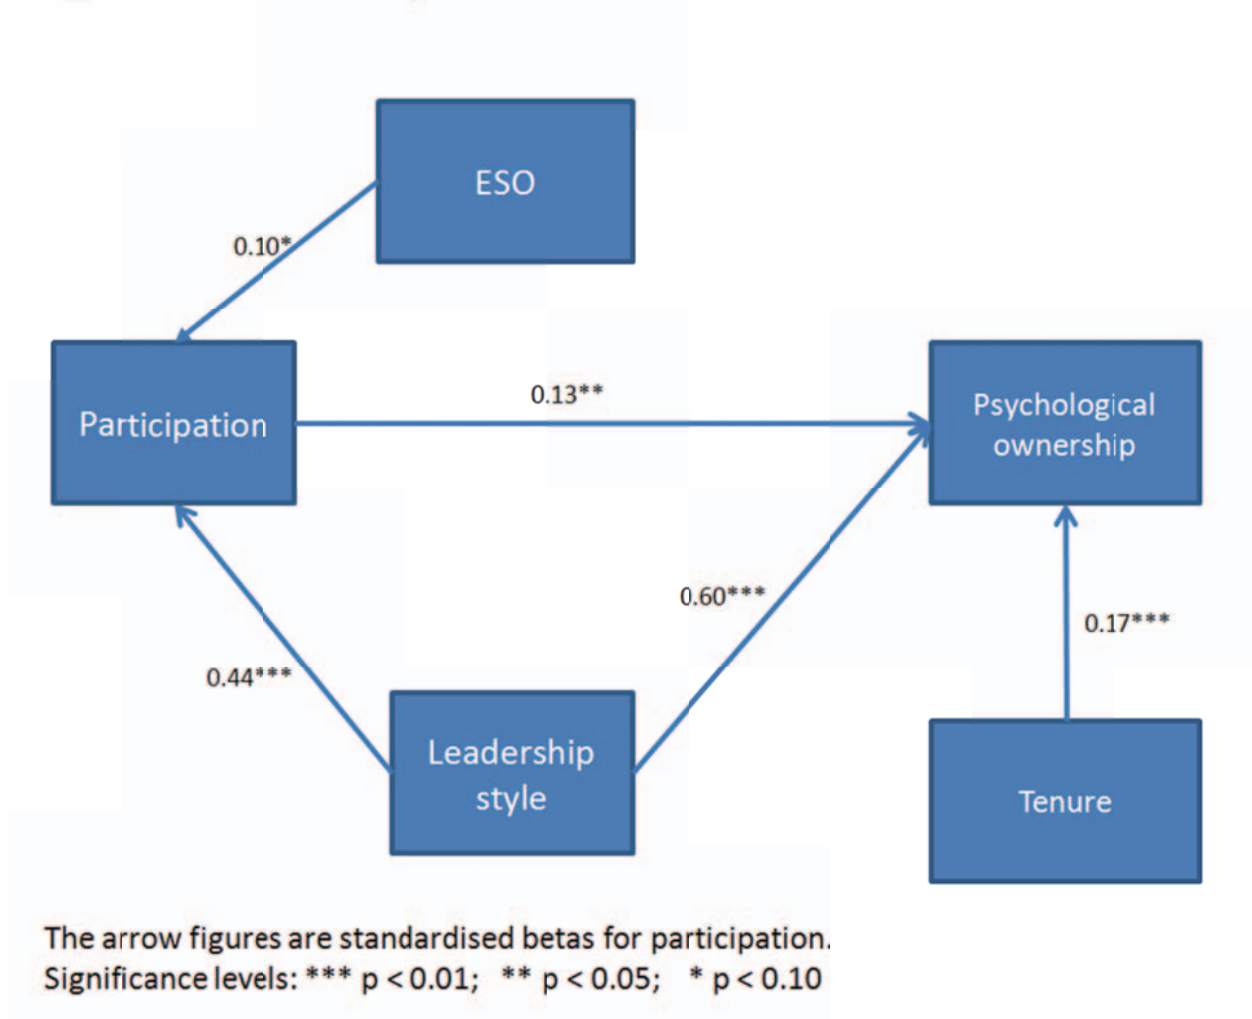 ESO
0.10*
Participation
0.13**
Psychological
ownership
0.60***
0.17***
0.44***
Leadership
style
Tenure
The arrow figures are standardised betas for participation.
Significance levels: *** p < 0.01; ** p < 0.05; * p < 0.10